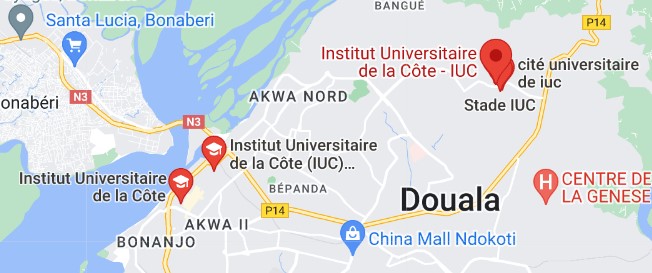 BANGUÉ
Santa Lucia, Bonaberi
P14
Institut Universitaire
de la Côte - IUC
cité universitaire
de iuc
Stade IUC
onabéri
N3
AKWA NORD
N3
Institut Universitaire
de la Côte (IUC)...
Institut Universitaire
de la Côte
BÉPANDA
CENTRE DE
LA GENESE
Douala
P14
AKWA II
BONANJO
China Mall Ndokoti
H